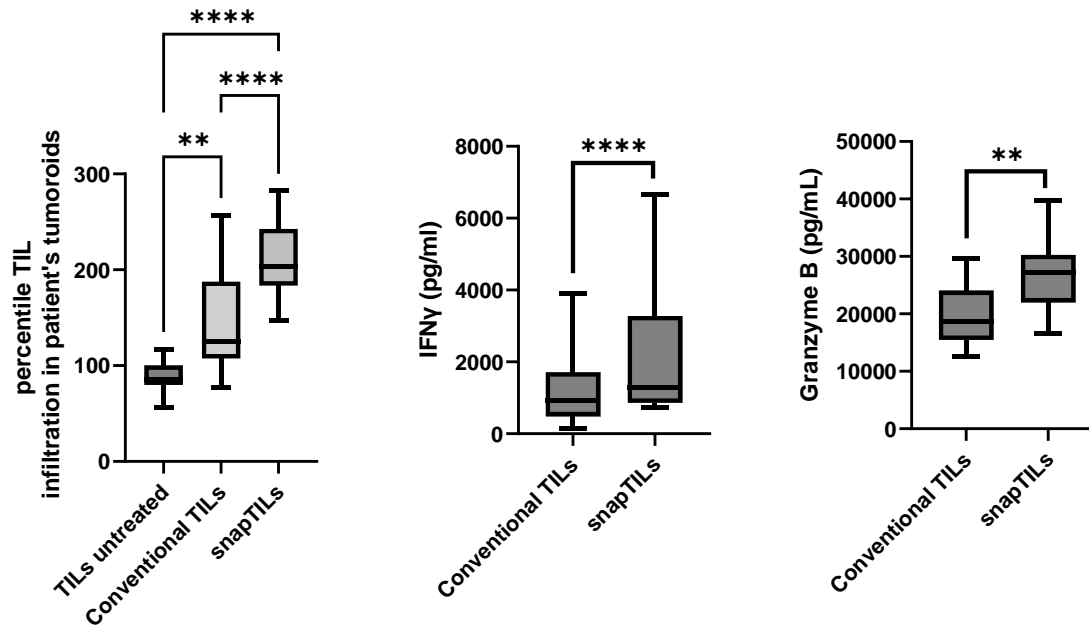 ****
****
**
percentile TIL
infiltration in patient's tumoroids
300
200
100
0
TILs untreated
Conventional TILs
snapTILs
****
IFNγ (pg/ml)
8000
6000
4000
2000
0
Conventional TILs
snapTILs
**
Granzyme B (pg/mL)
50000
40000
30000
20000
10000
0
Conventional TILs
snapTILs